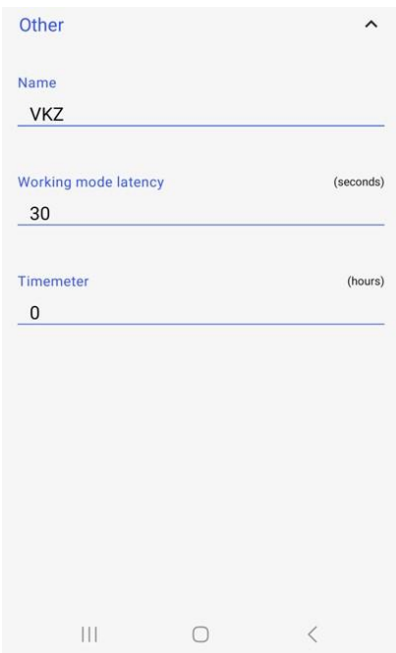 Other
Name
VKZ
Working mode latency (seconds)
30
Timemeter (hours)
0